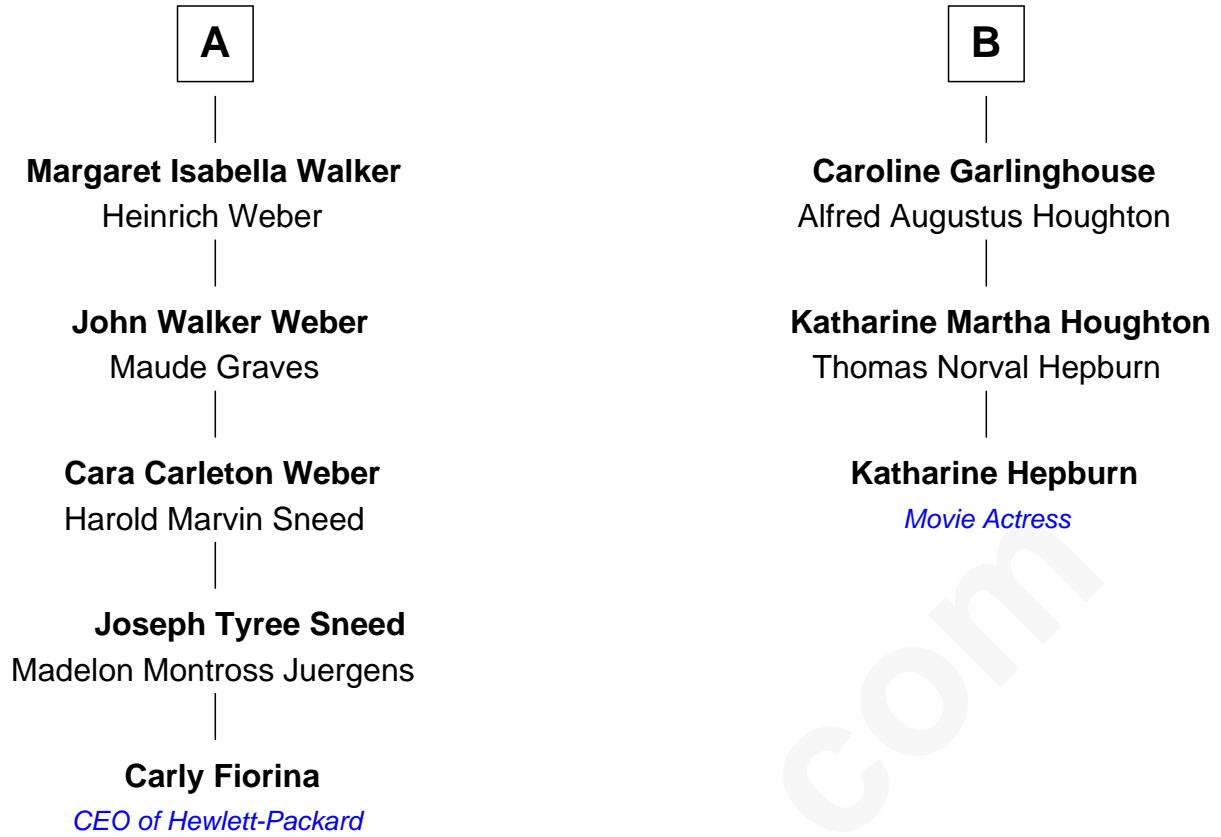 A
Margaret Isabella Walker
Heinrich Weber
John Walker Weber
Maude Graves
Cara Carleton Weber
Harold Marvin Sneed
Joseph Tyree Sneed
Madelon Montross Juergens
Carly Fiorina
CEO of Hewlett-Packard
B
Caroline Garlinghouse
Alfred Augustus Houghton
Katharine Martha Houghton
Thomas Norval Hepburn
Katharine Hepburn
Movie Actress
com